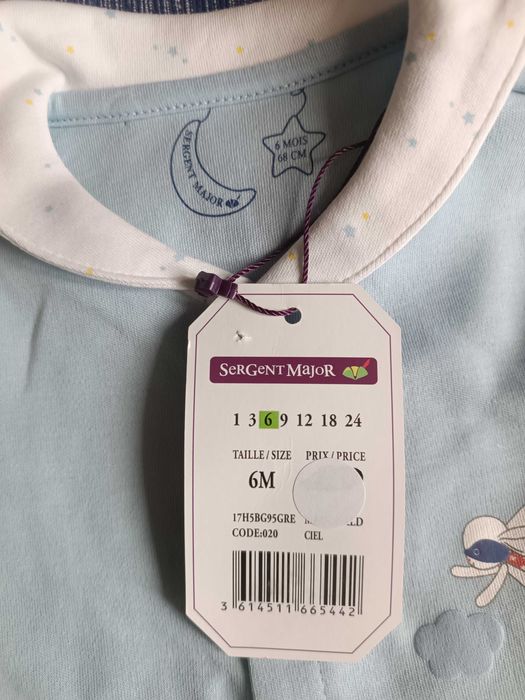 SERGENT MAJOR
6 MOIS
68 CM
SERGENT MAJOR
1 3 6 9 12 18 24
TAILLE / SIZE PRIX / PRICE
6M
17H5BG95GRE
CODE:020 CIEL
3 614511 665442